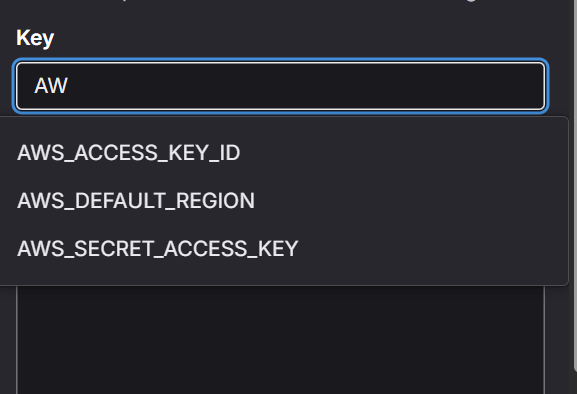 Key
AW
AWS_ACCESS_KEY_ID
AWS_DEFAULT_REGION
AWS_SECRET_ACCESS_KEY